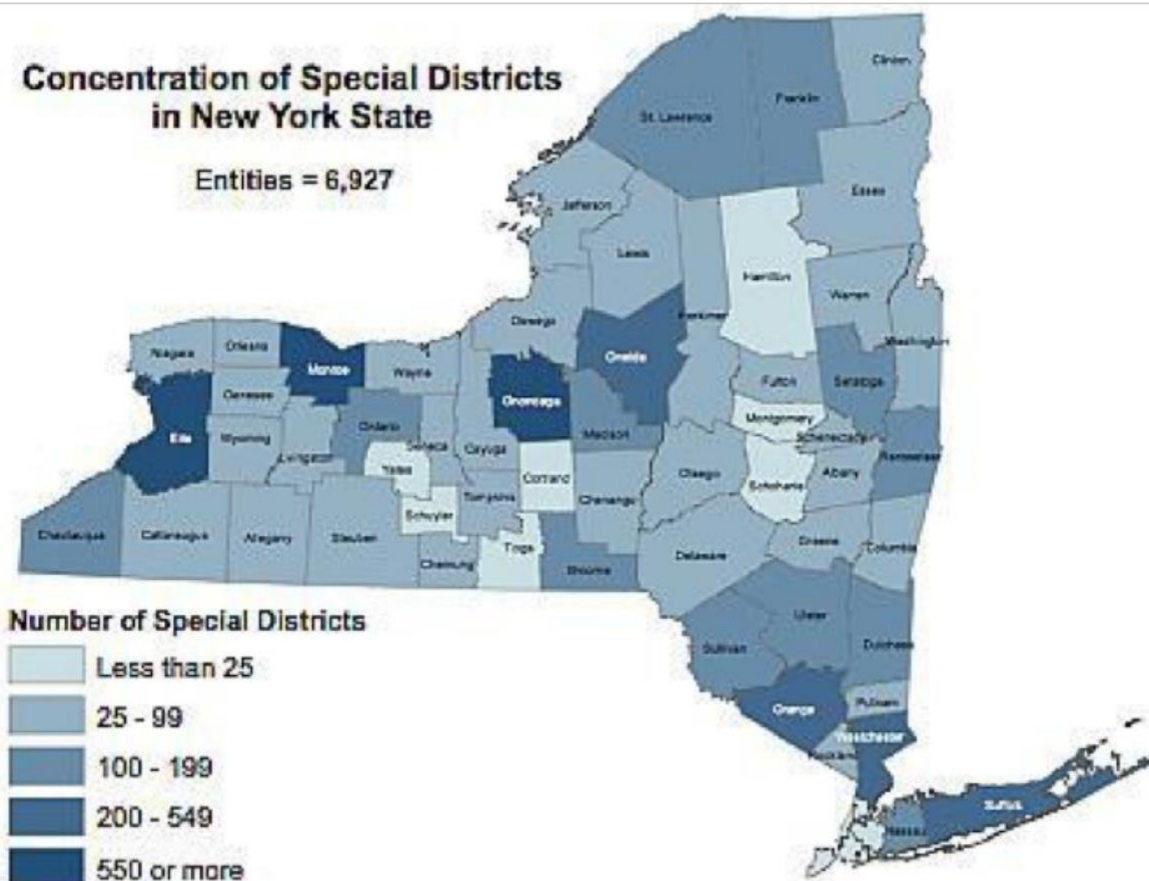 Concentration of Special Districts
in New York State
Entities = 6,927
Clinton
Franklin
St. Lawrence
Essex
Jefferson
Lewis
Hamilton
Warren
Washington
Oswego
Herkimer
Oneida
Niagara
Orleans
Monroe
Wayne
Onondaga
Fulton
Saratoga
Genesee
Ontario
Madison
Montgomery
Erie
Wyoming
Livingston
Seneca
Cayuga
Yates
Cortland
Otsego
Schoharie
Albany
Rensselaer
Chenango
Tompkins
Schuyler
Chautauqua
Cattaraugus
Allegany
Steuben
Chemung
Tioga
Broome
Delaware
Greene
Columbia
Ulster
Sullivan
Dutchess
Orange
Putnam
Westchester
Rockland
Suffolk
Nassau
Number of Special Districts
Less than 25
25 - 99
100 - 199
200 - 549
550 or more